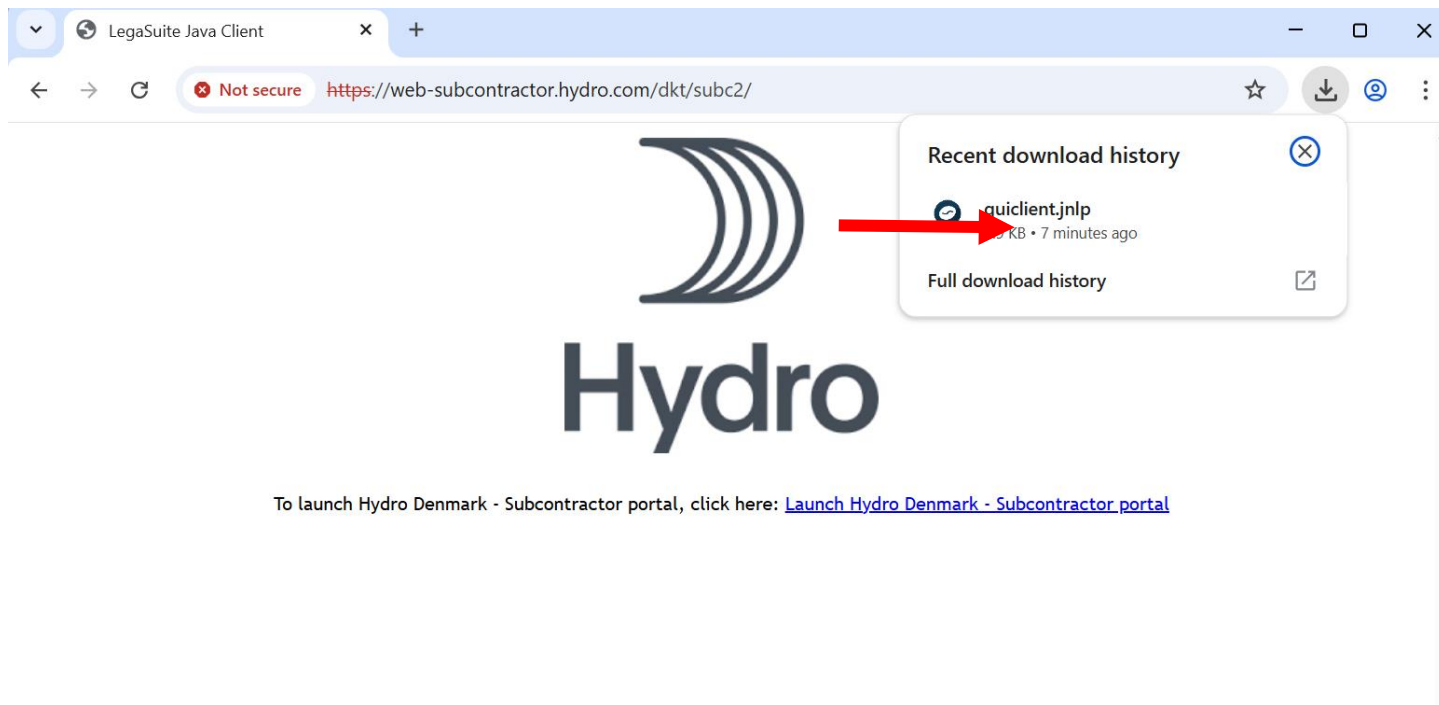 LegaSuite Java Client
Not secure https://web-subcontractor.hydro.com/dkt/subc2/
Recent download history
guiclient.jnlp
KB • 7 minutes ago
Full download history
Hydro
To launch Hydro Denmark - Subcontractor portal, click here: Launch Hydro Denmark - Subcontractor portal